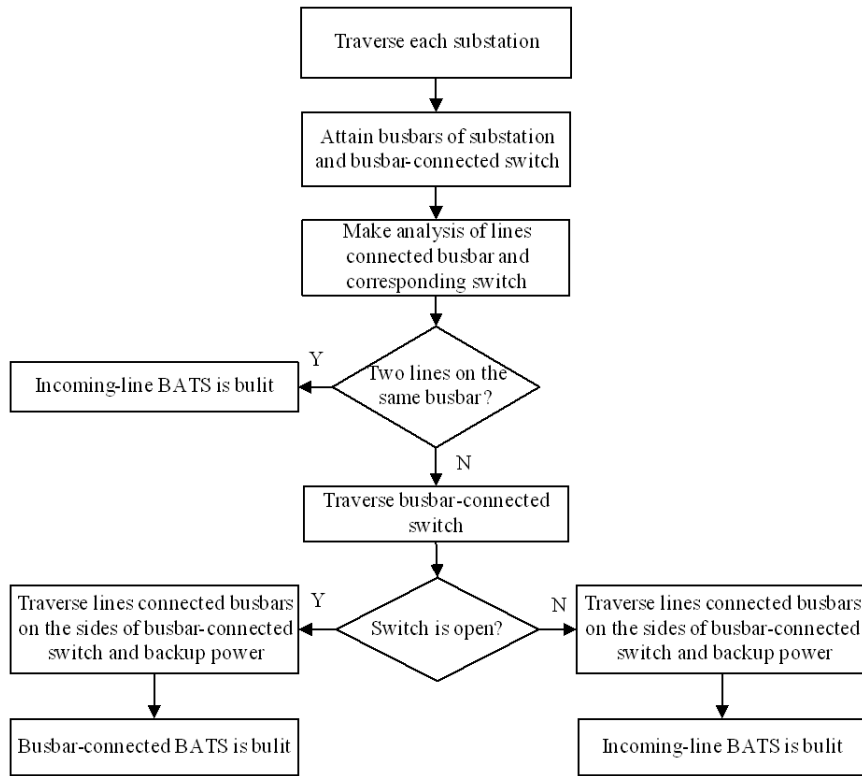 Traverse each substation
Attain busbars of substation
and busbar-connected switch
Make analysis of lines
connected busbar and
corresponding switch
Y
Two lines on the
same busbar?
Incoming-line BATS is bulit
N
Traverse busbar-connected
switch
Y
Switch is open?
N
Traverse lines connected busbars
on the sides of busbar-connected
switch and backup power
Traverse lines connected busbars
on the sides of busbar-connected
switch and backup power
Busbar-connected BATS is bulit
Incoming-line BATS is bulit